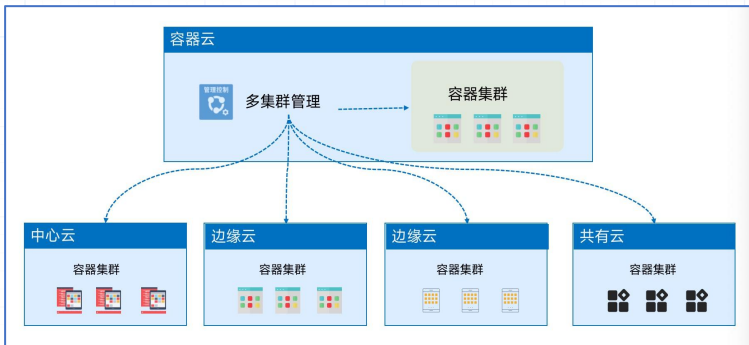 容器云
管理控制
多集群管理
容器集群
中心云
容器集群
边缘云
容器集群
边缘云
容器集群
共有云
容器集群